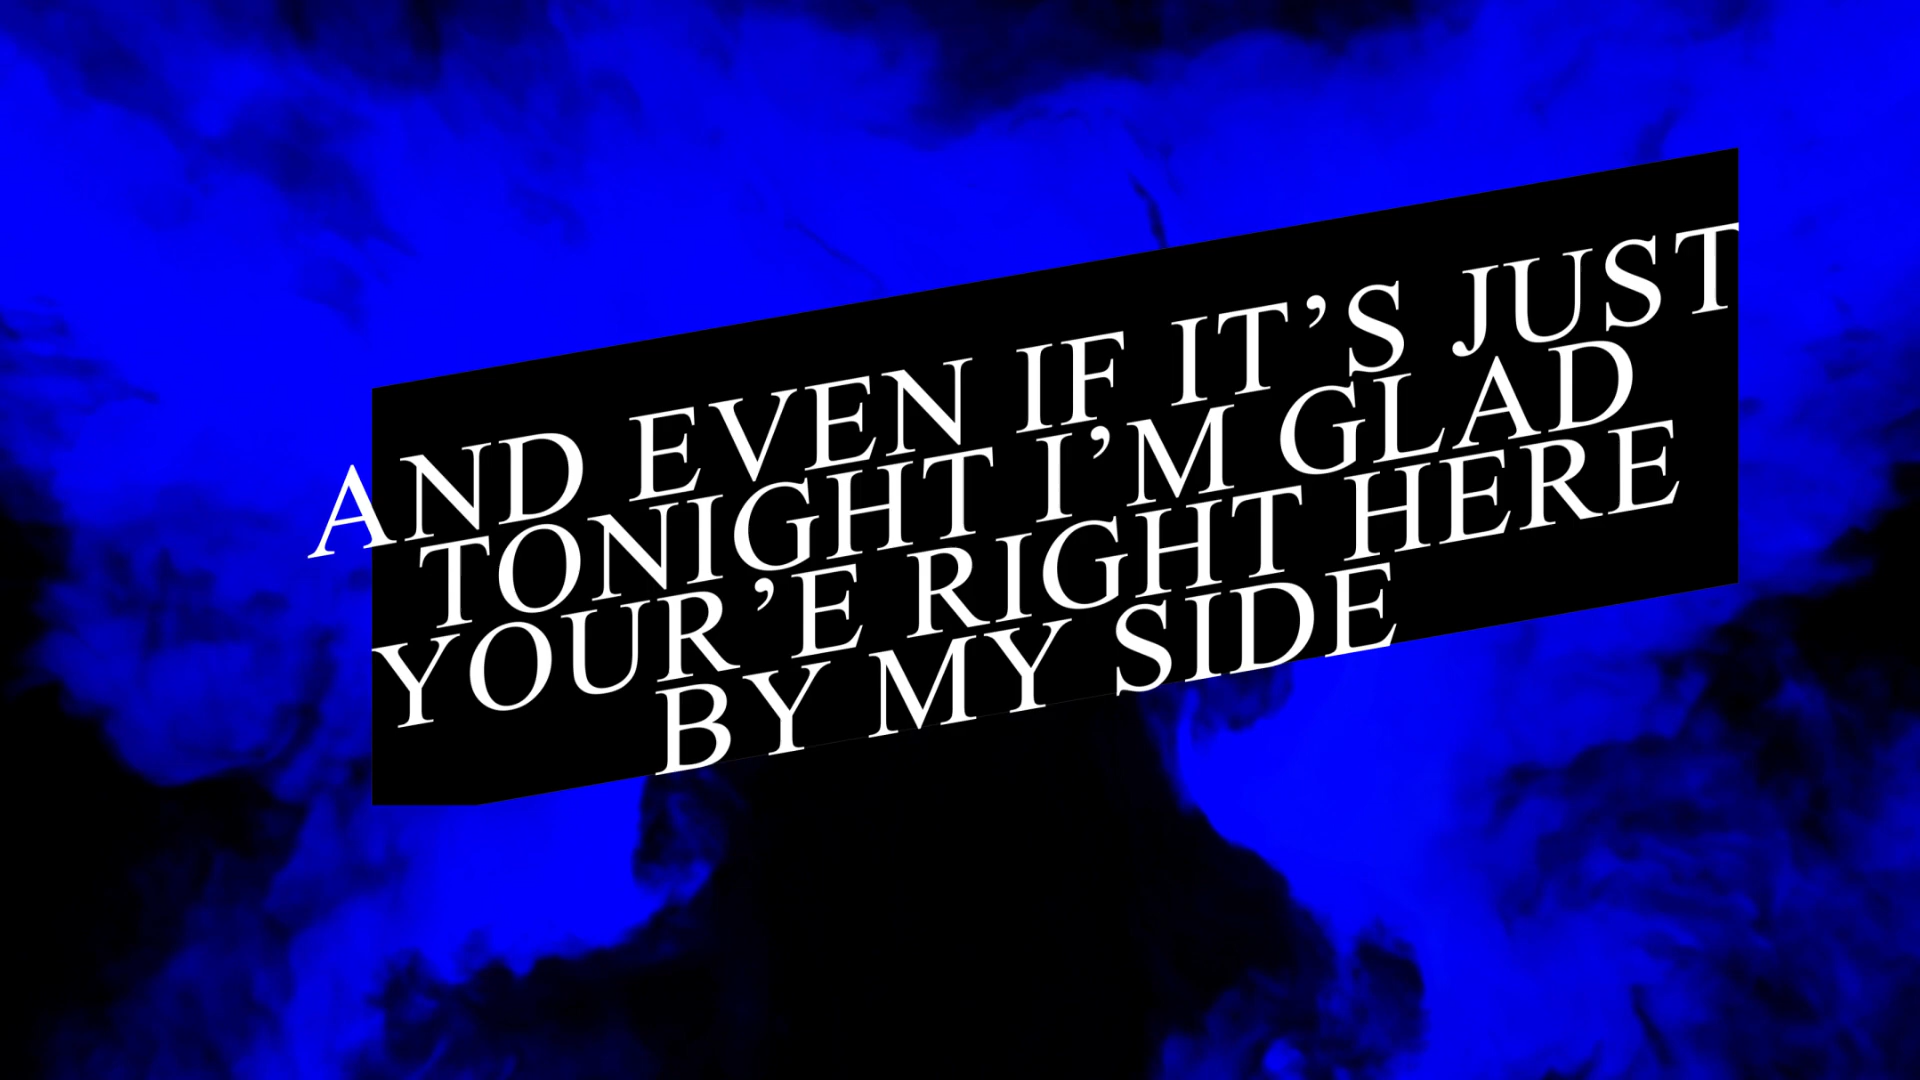 AND EVEN IF IT’S JUST
TONIGHT I’M GLAD
YOUR’E RIGHT HERE
BY MY SIDE